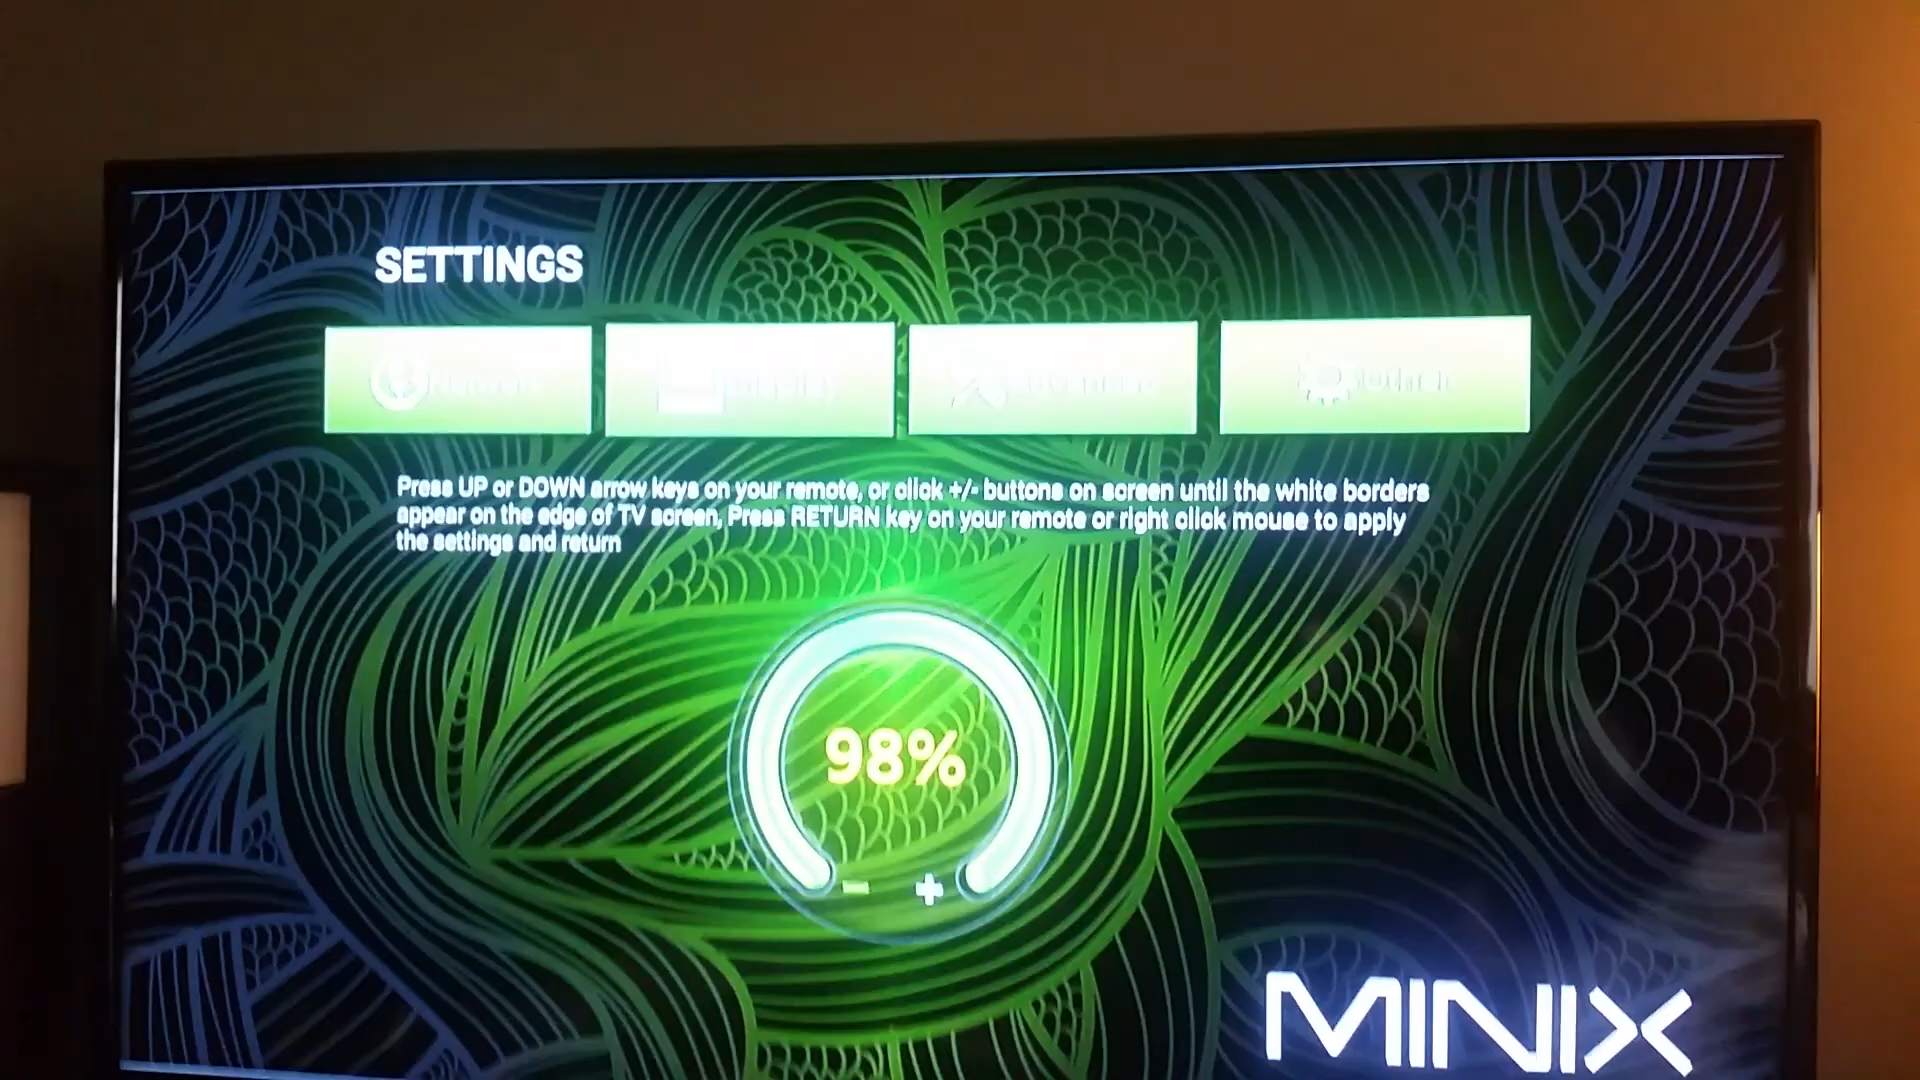 SETTINGS
Press UP or DOWN arrow keys on your remote, or click +/- buttons on screen until the white borders
appear on the edge of TV screen, Press RETURN key on your remote or right click mouse to apply
the settings and return
98%
- +
MINIX